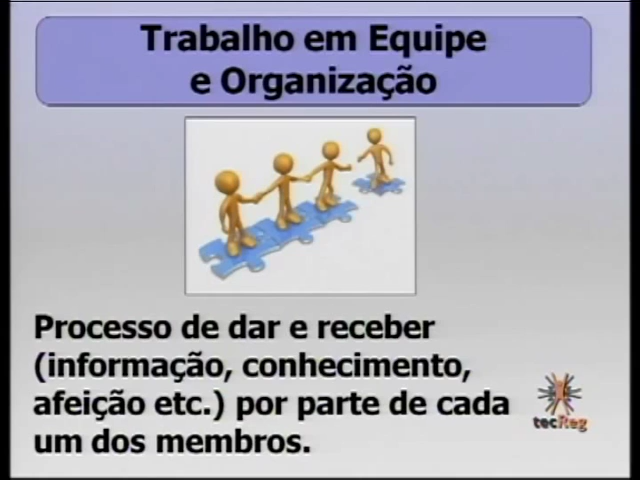 Trabalho em Equipe
e Organização
Processo de dar e receber
(informação, conhecimento,
afeição etc.) por parte de cada
um dos membros.
tecReg